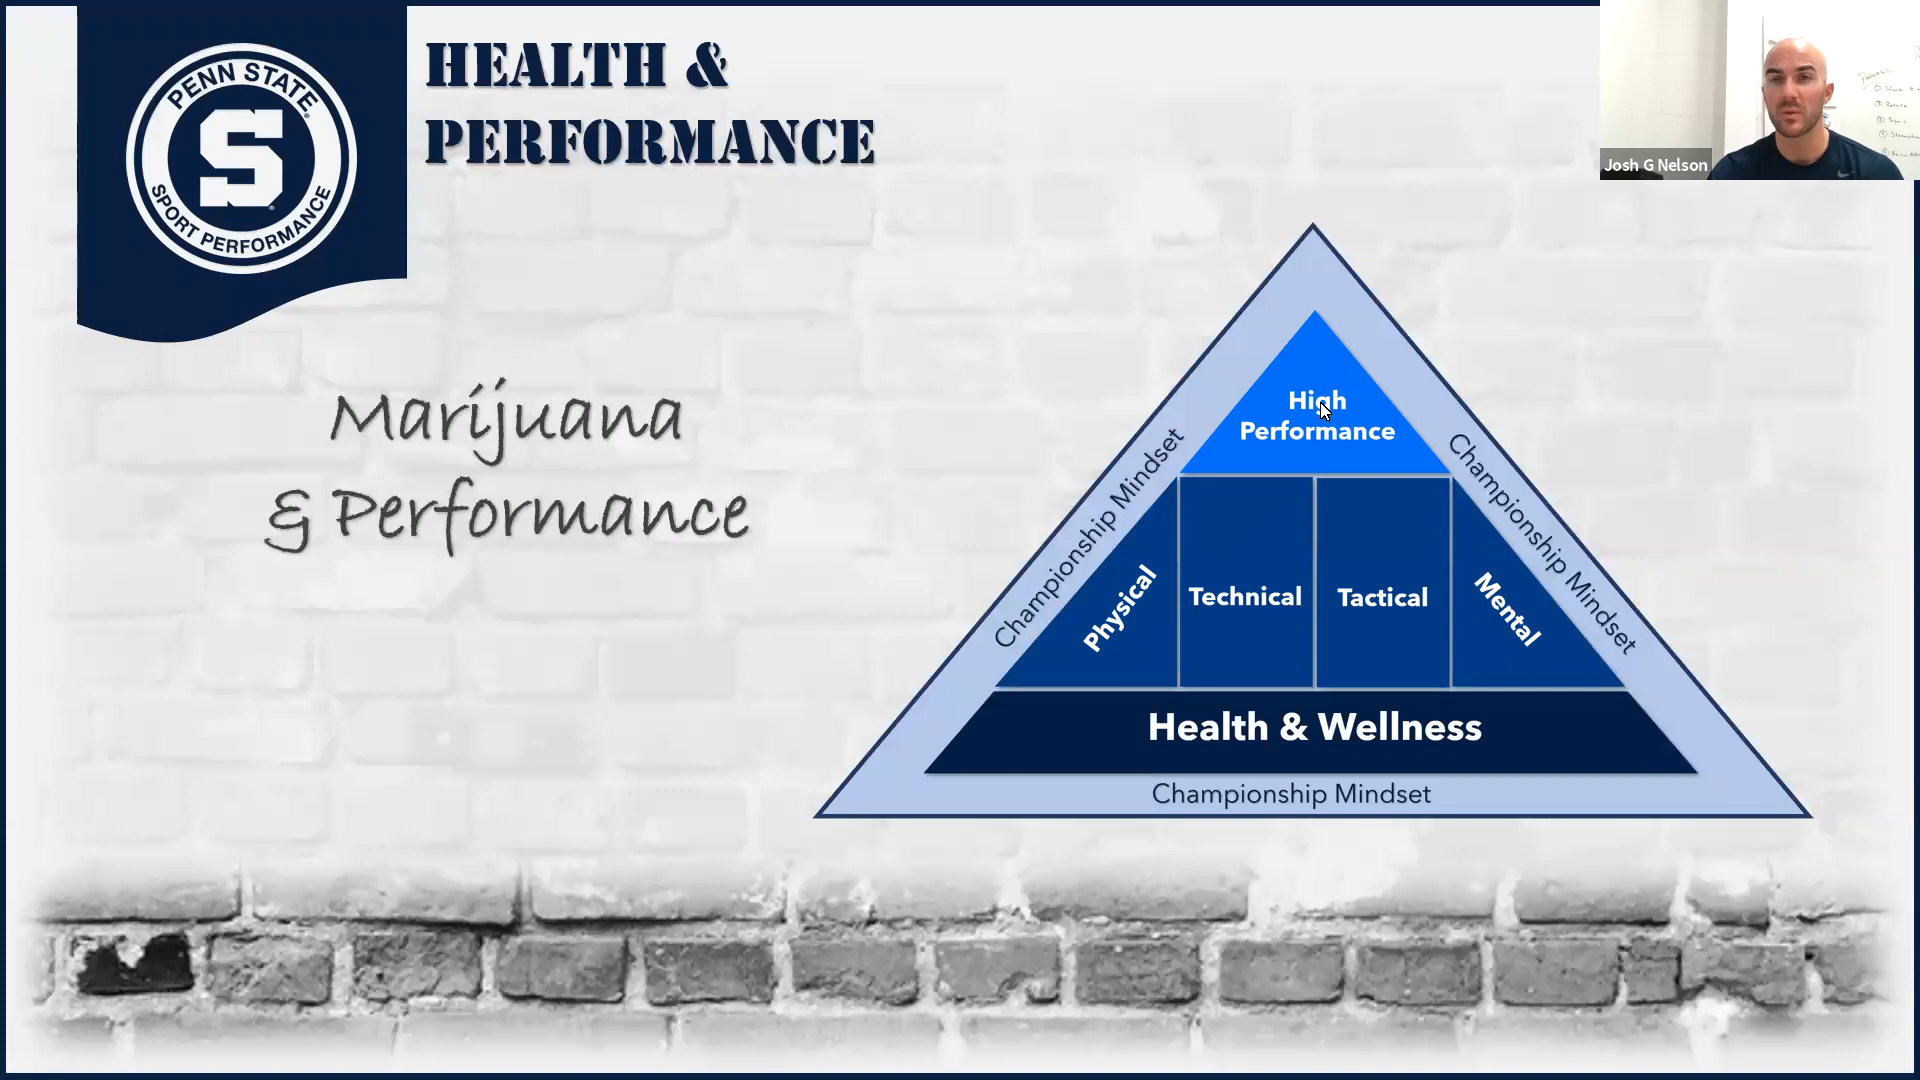 PENN STATE
S
SPORT PERFORMANCE
HEALTH &
PERFORMANCE
Josh G Nelson
Marijuana
& Performance
High
Performance
Championship Mindset
Championship Mindset
Physical
Technical
Tactical
Mental
Health & Wellness
Championship Mindset